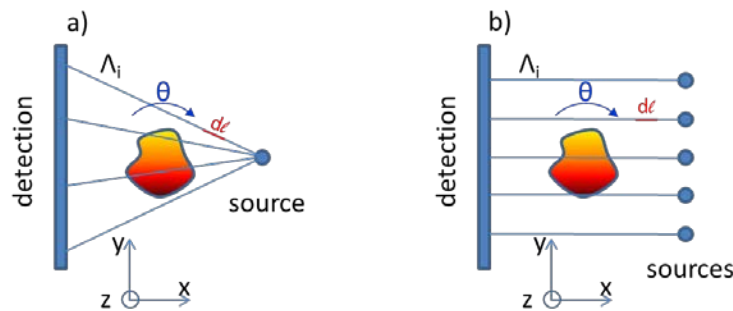 a)
Λi
θ
dℓ
detection
source
y
z
x
b)
Λi
θ
dℓ
detection
sources
y
z
x